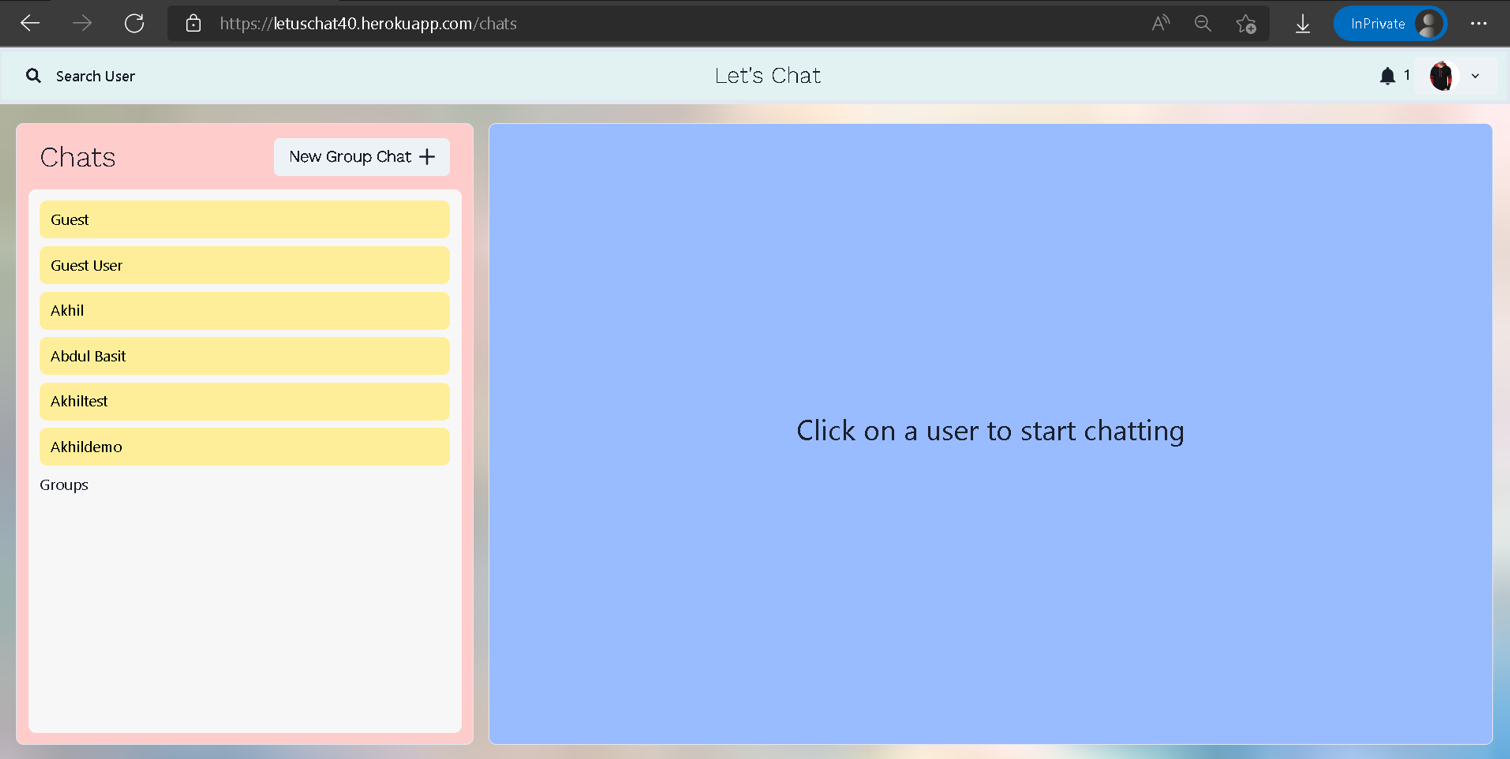 https://letuschat40.herokuapp.com/chats
InPrivate
Search User
Let's Chat
1
Chats
New Group Chat +
Guest
Guest User
Akhil
Abdul Basit
Akhiltest
Akhildemo
Groups
Click on a user to start chatting